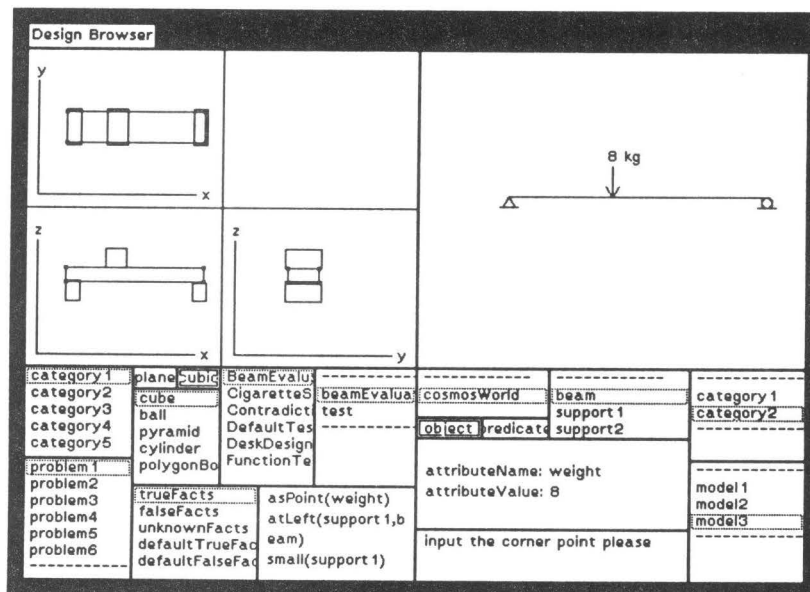 Design Browser
y
x
z
x
z
y
8 kg
category1
category2
category3
category4
category5
problem1
problem2
problem3
problem4
problem5
problem6
plane
Cubic
cube
ball
pyramid
cylinder
polygonBo
trueFacts
falseFacts
unknownFacts
defaultTrueFac
defaultFalseFac
BeamEvalu
CigaretteS
Contradicti
DefaultTes
DeskDesign
FunctionTe
beamEvalua
test
asPoint(weight)
atLeft(support1,b
eam)
small(support1)
cosmosWorld
object
predicate
beam
support1
support2
attributeName: weight
attributeValue: 8
input the corner point please
category1
category2
model1
model2
model3